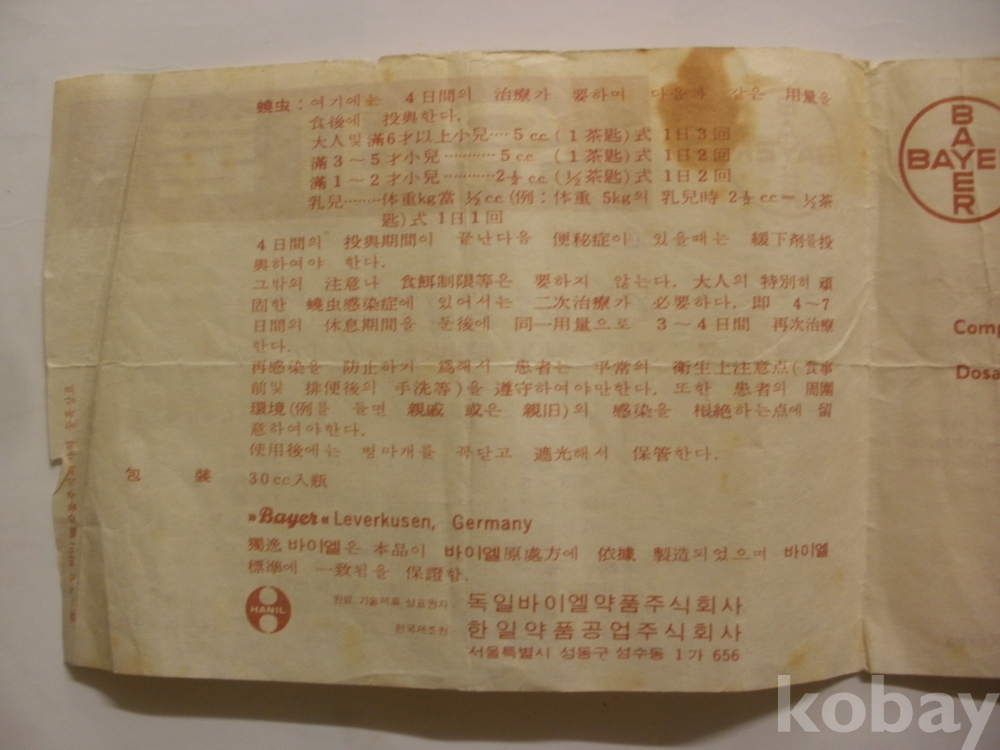 蟯虫 : 여기에는 4日間의 治療가 要하며 다음과 같은 用量을
食後에 投與한다.
大人및滿6才以上小兒‥‥5cc (1茶匙)式 1日3回
滿3~5才小兒‥‥‥‥‥5cc (1茶匙)式 1日2回
滿1~2才小兒‥‥‥‥‥2½cc (½茶匙)式 1日2回
乳兒‥‥‥体重kg當 ½cc (例 : 体重 5kg의 乳兒時 2½cc- ½茶
匙)式 1日1回
4日間의 投與期間이 끝난다음 便秘症이 있을때는 緩下剤를投
與하여야 한다.
그밖의 注意나 食餌制限等은 要하지 않는다. 大人의 特別히 頑
固한 蟯虫感染症에 있어서는 二次治療가 必要하다. 即 4~7
日間의 休息期間을 둔後에 同一用量으로 3~4日間 再次治療
한다.
再感染을 防止하기 爲해서 患者는 平常의 衛生上注意点(食事
前및 排便後의 手洗等)을 遵守하여야만한다. 또한 患者의 周圍
環境(例를 들면 親戚 或은 親旧)의 感染을 根絶하는点에 留
意하여야한다.
使用後에는 병마개를 꼭닫고 遮光해서 保管한다.
包 裝 30cc入瓶
»Bayer« Leverkusen, Germany
獨逸 바이엘은 本品이 바이엘原處方에 依據 製造되었으며 바이엘
標準에 一致됨을 保證함.
HANIL
원료 기술제휴 상표권자 독일바이엘약품주식회사
한국제조원 한일약품공업주식회사
서울특별시 성동구 성수동 1가 656
BAYER
BAYER
Comp
Dosa
kobay